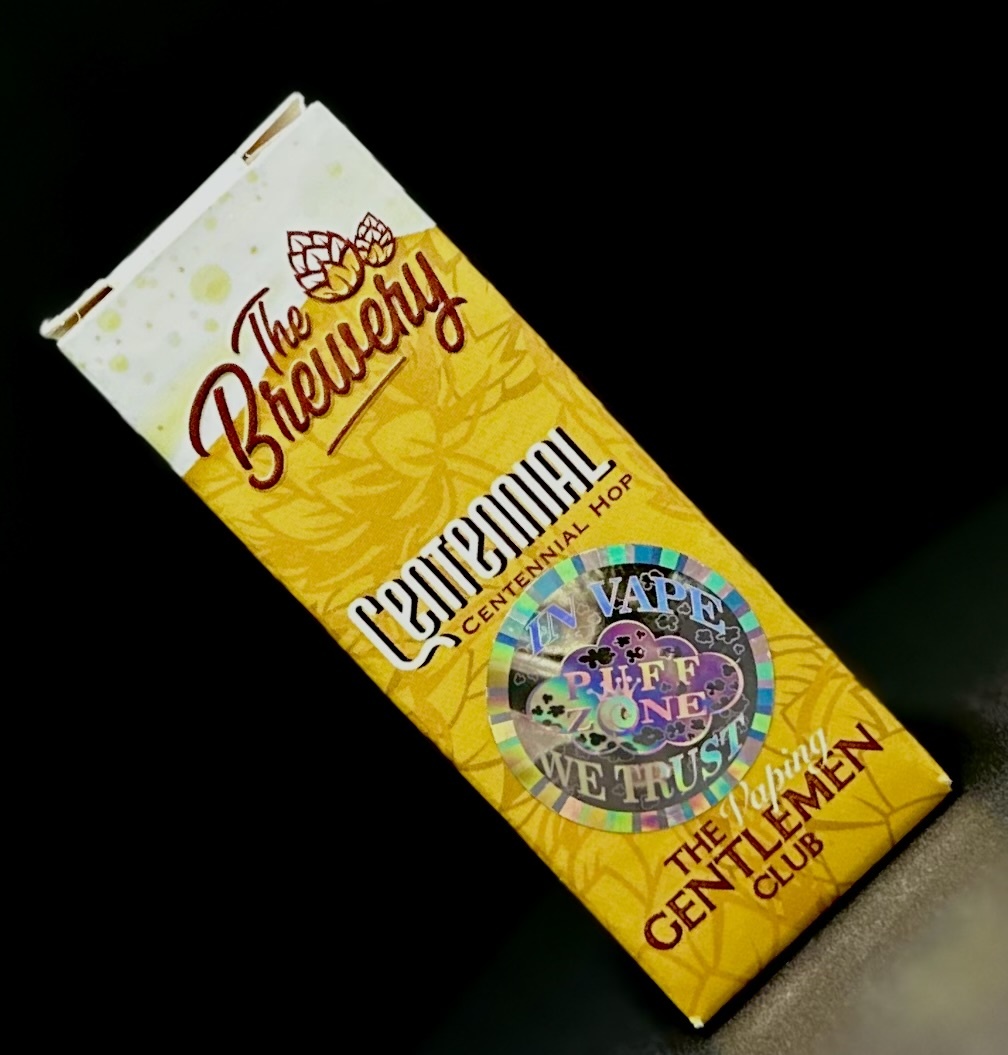 The
Brewery
CENTENNIAL
CENTENNIAL HOP
IN VAPE
PUFF
ZONE
WE TRUST
THE Vaping
GENTLEMEN
CLUB